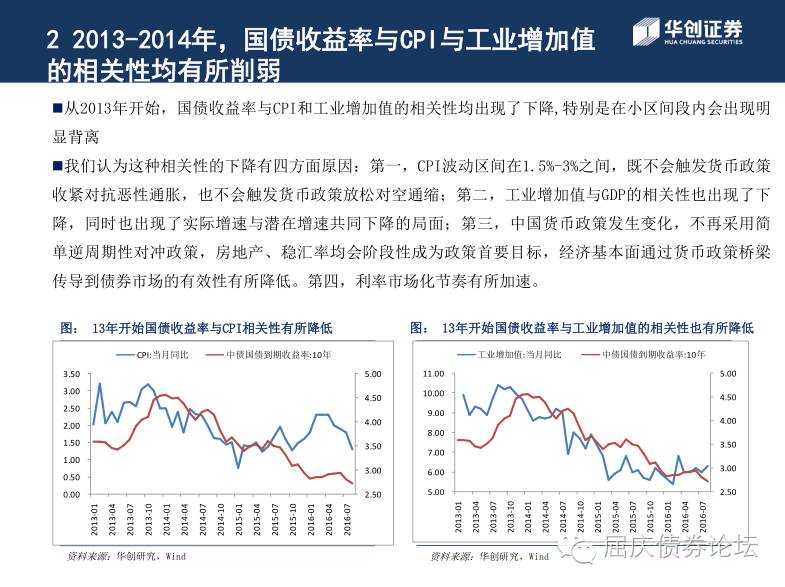 2 2013-2014年，国债收益率与CPI与工业增加值
的相关性均有所削弱
华创证券
HUA CHUANG SECURITIES
■从2013年开始，国债收益率与CPI和工业增加值的相关性均出现了下降,特别是在小区间段内会出现明
显背离
■我们认为这种相关性的下降有四方面原因：第一，CPI波动区间在1.5%-3%之间，既不会触发货币政策
收紧对抗恶性通胀，也不会触发货币政策放松对空通缩；第二，工业增加值与GDP的相关性也出现了下
降，同时也出现了实际增速与潜在增速共同下降的局面；第三，中国货币政策发生变化，不再采用简
单逆周期性对冲政策，房地产、稳汇率均会阶段性成为政策首要目标，经济基本面通过货币政策桥梁
传导到债券市场的有效性有所降低。第四，利率市场化节奏有所加速。
图： 13年开始国债收益率与CPI相关性有所降低
CPI:当月同比 中债国债到期收益率:10年
3.50
3.00
2.50
2.00
1.50
1.00
0.50
0.00
5.00
4.50
4.00
3.50
3.00
2.50
2013-01 2013-04 2013-07 2013-10 2014-01 2014-04 2014-07 2014-10 2015-01 2015-04 2015-07 2015-10 2016-01 2016-04 2016-07
资料来源：华创研究，Wind
图： 13年开始国债收益率与工业增加值的相关性也有所降低
工业增加值:当月同比 中债国债到期收益率:10年
11.00
10.00
9.00
8.00
7.00
6.00
5.00
5.00
4.50
4.00
3.50
3.00
2.50
2013-01 2013-04 2013-07 2013-10 2014-01 2014-04 2014-07 2014-10 2015-01 2015-04 2015-07 2015-10 2016-01 2016-04 2016-07
资料来源：华创研究，Wind
屈庆债券论坛